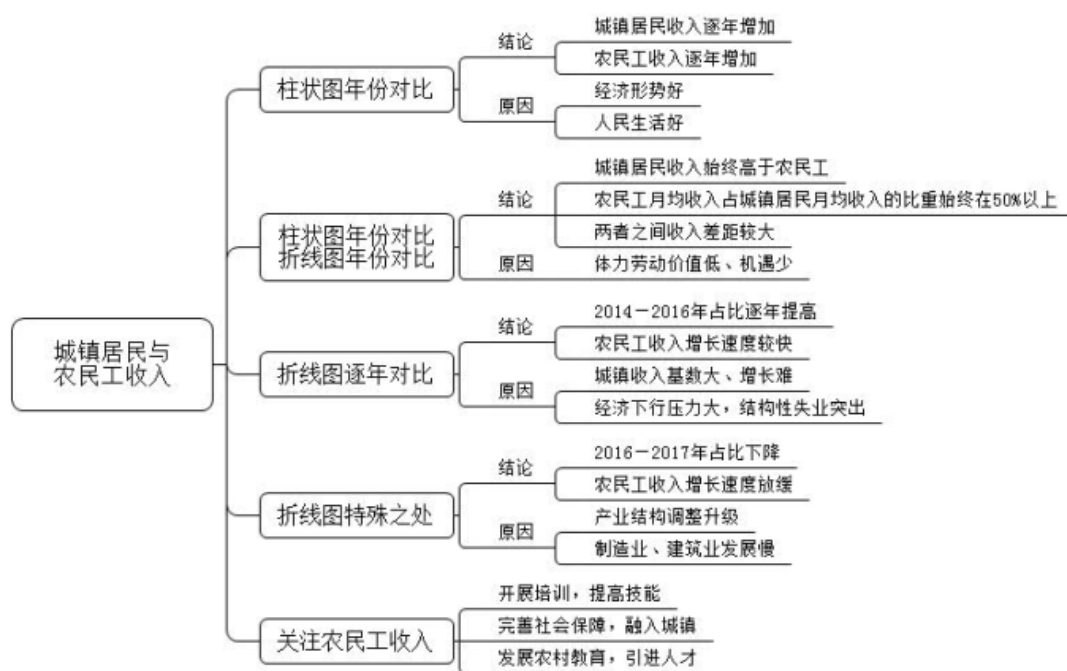 城镇居民与
农民工收入
柱状图年份对比
结论
城镇居民收入逐年增加
农民工收入逐年增加
原因
经济形势好
人民生活好
柱状图年份对比
折线图年份对比
结论
城镇居民收入始终高于农民工
农民工月均收入占城镇居民月均收入的比重始终在50%以上
两者之间收入差距较大
原因
体力劳动价值低、机遇少
折线图逐年对比
结论
2014－2016年占比逐年提高
农民工收入增长速度较快
原因
城镇收入基数大、增长难
经济下行压力大，结构性失业突出
折线图特殊之处
结论
2016－2017年占比下降
农民工收入增长速度放缓
原因
产业结构调整升级
制造业、建筑业发展慢
关注农民工收入
开展培训，提高技能
完善社会保障，融入城镇
发展农村教育，引进人才